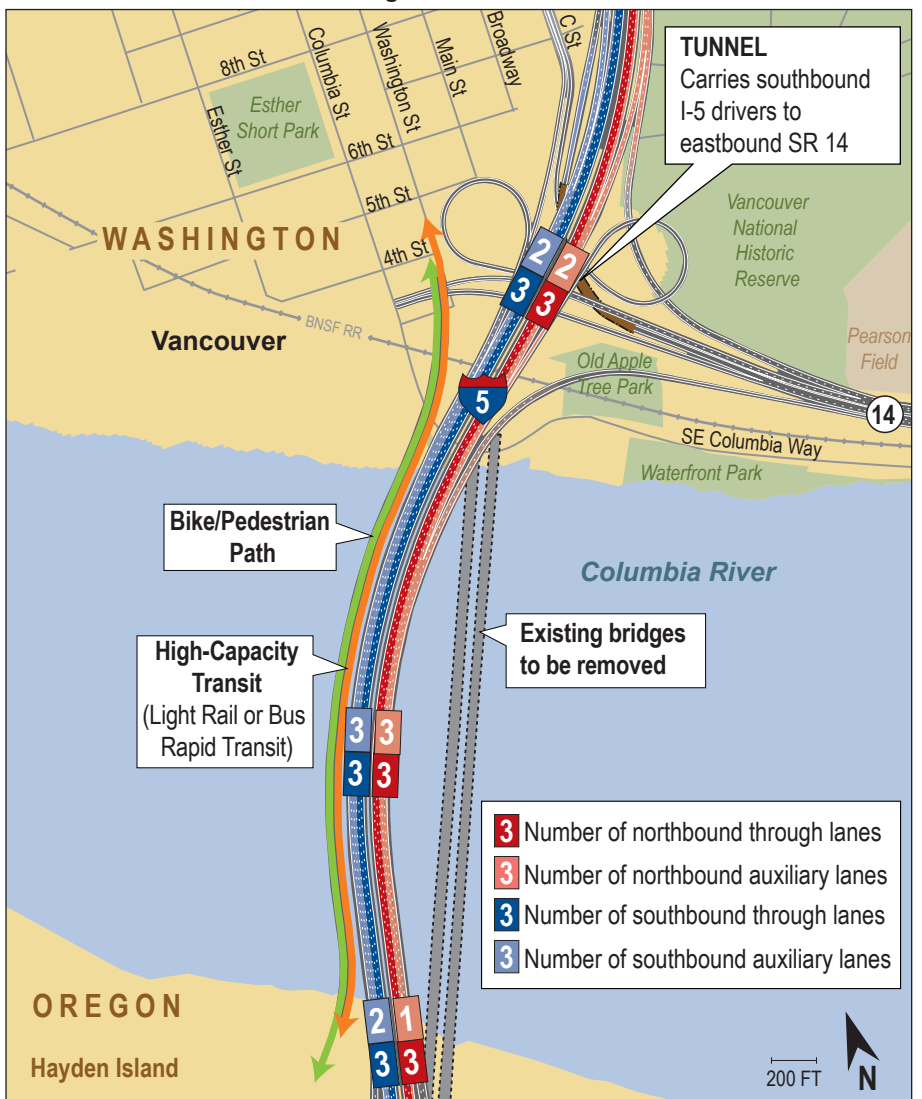 8th St
Columbia St
Washington St
Main St
Broadway
C St
TUNNEL
Carries southbound
I-5 drivers to
eastbound SR 14
Esther
Short Park
Esther St
6th St
5th St
4th St
Vancouver
National
Historic
Reserve
WASHINGTON
2
2
3
3
BNSF RR
Vancouver
Pearson
Field
Old Apple
Tree Park
5
14
SE Columbia Way
Waterfront Park
Bike/Pedestrian
Path
Columbia River
High-Capacity
Transit
(Light Rail or Bus
Rapid Transit)
Existing bridges
to be removed
3
3
3
3
3 Number of northbound through lanes
3 Number of northbound auxiliary lanes
3 Number of southbound through lanes
3 Number of southbound auxiliary lanes
OREGON
Hayden Island
2
1
3
3
200 FT
N